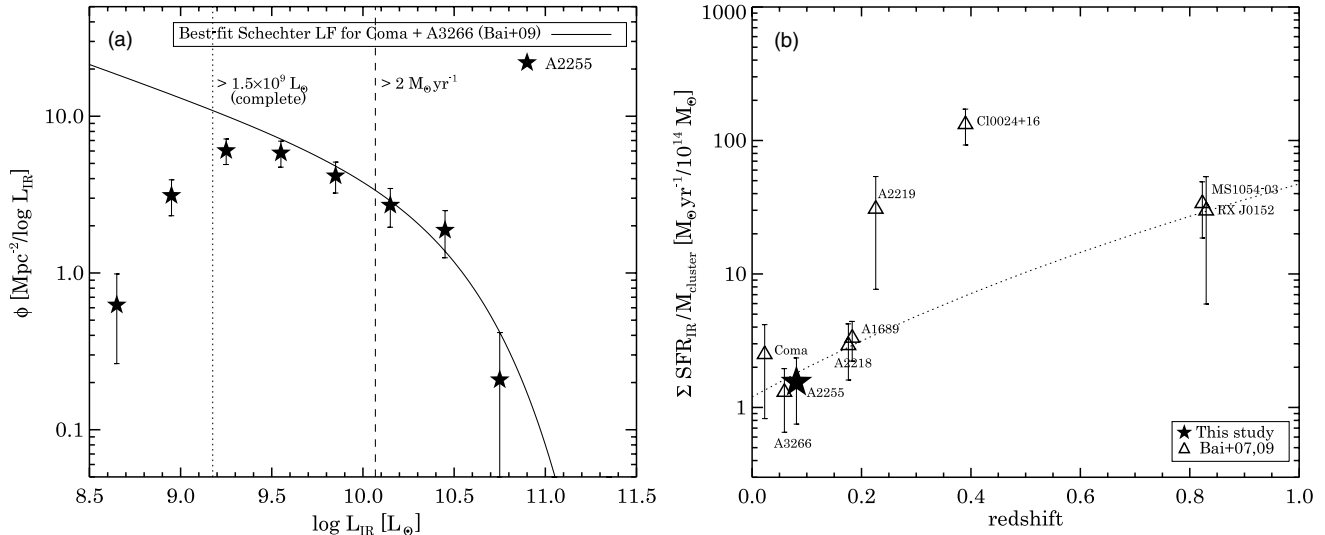 (a)
Best-fit Schechter LF for Coma + A3266 (Bai+09)
A2255
> 1.5×10⁹ L☉
(complete)
> 2 M☉yr⁻¹
10.0
1.0
0.1
ϕ [Mpc⁻²/log L_IR]
8.5 9.0 9.5 10.0 10.5 11.0 11.5
log L_IR [L☉]
(b)
1000
100
10
1
Σ SFR_IR/M_cluster [M☉yr⁻¹/10¹⁴ M☉]
Cl0024+16
A2219
MS1054-03
RX J0152
A1689
Coma
A2218
A2255
A3266
This study
Bai+07,09
0.0 0.2 0.4 0.6 0.8 1.0
redshift